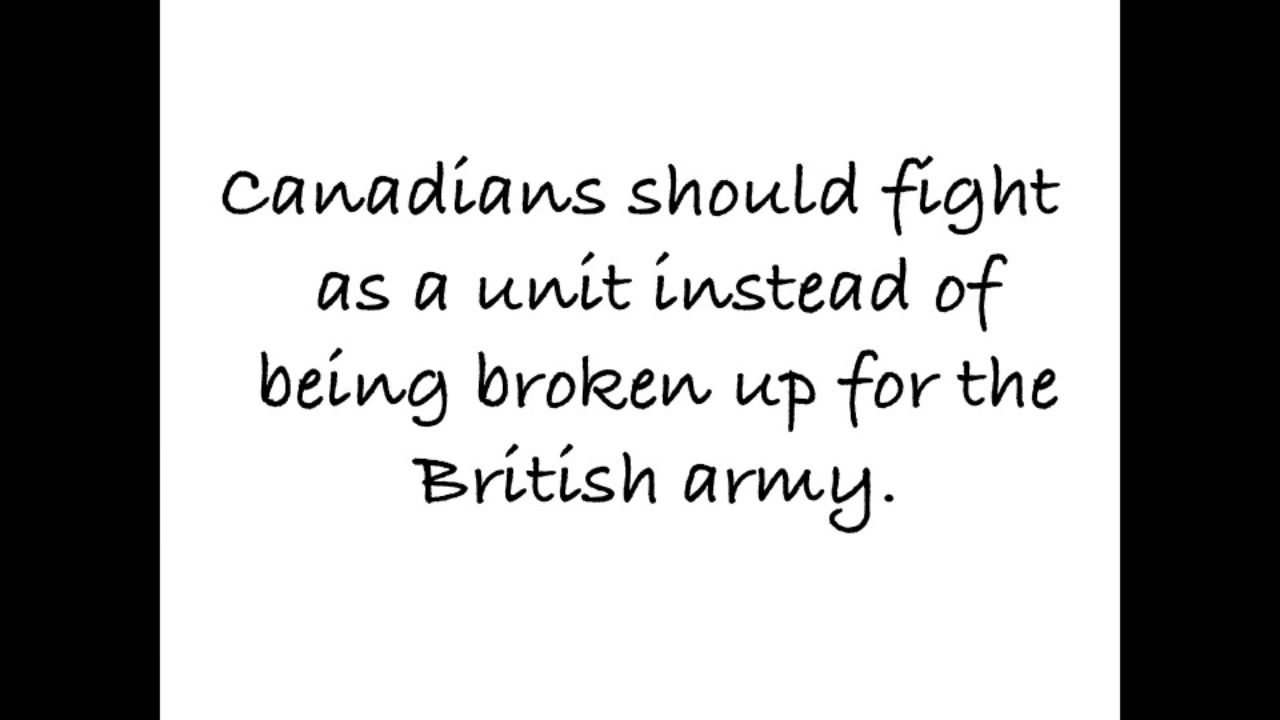 Canadians should fight
as a unit instead of
being broken up for the
British army.